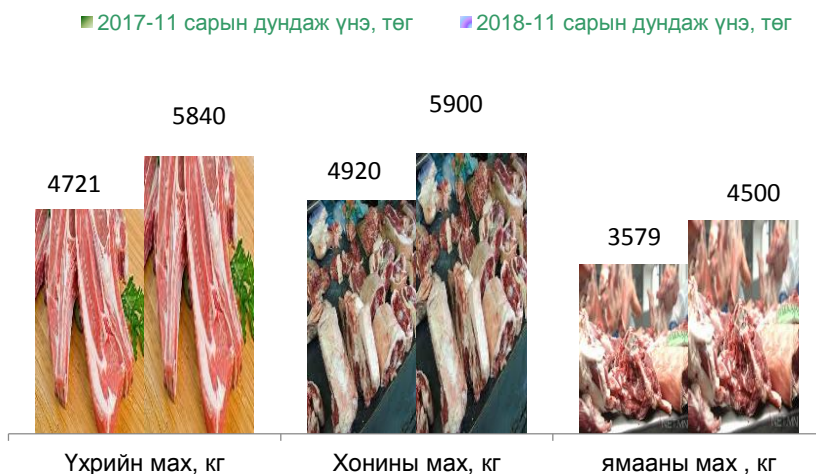 2017-11 сарын дундаж үнэ, төг
2018-11 сарын дундаж үнэ, төг
4721
5840
4920
5900
3579
4500
Үхрийн мах, кг
Хонины мах, кг
ямааны мах , кг